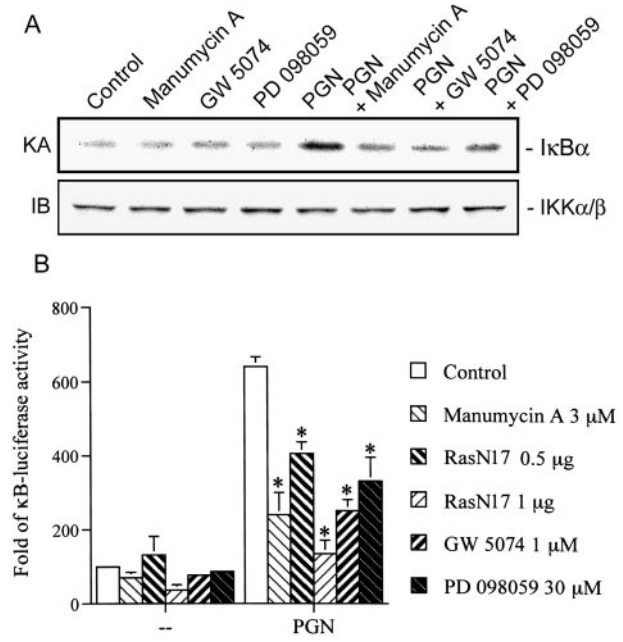 A
Control
Manumycin A
GW 5074
PD 098059
PGN
PGN
+ Manumycin A
PGN
+ GW 5074
PGN
+ PD 098059
KA
- IκBα
IB
- IKKα/β
B
Fold of κB-luciferase activity
800
600
400
200
0
* * * * *
--
PGN
Control
Manumycin A 3 μM
RasN17 0.5 μg
RasN17 1 μg
GW 5074 1 μM
PD 098059 30 μM